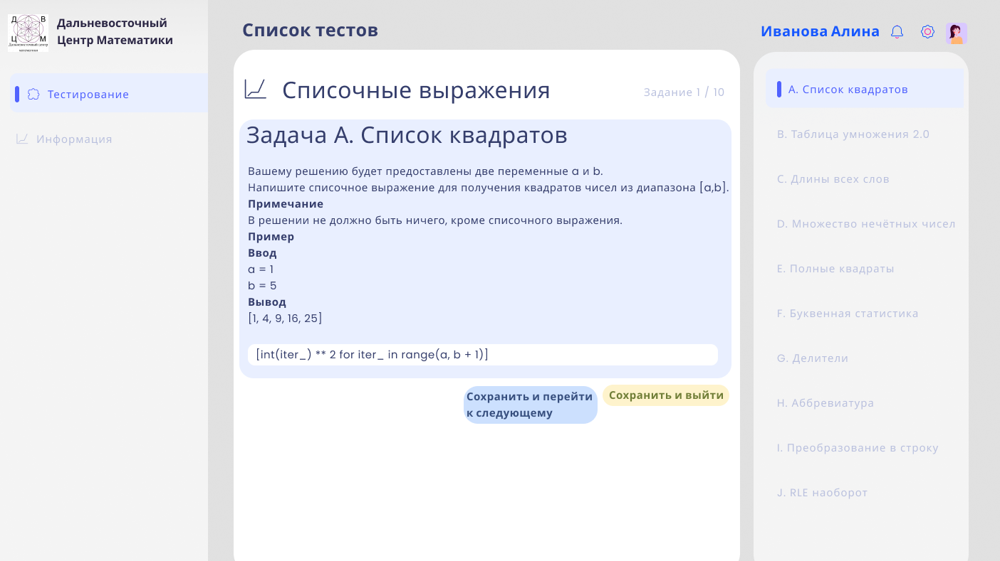 Д В
Ц М
Дальневосточный центр
математики
Дальневосточный
Центр Математики
Тестирование
Информация
Список тестов
Иванова Алина
Списочные выражения
Задание 1 / 10
Задача A. Список квадратов
Вашему решению будет предоставлены две переменные a и b.
Напишите списочное выражение для получения квадратов чисел из диапазона [a,b].
Примечание
В решении не должно быть ничего, кроме списочного выражения.
Пример
Ввод
a = 1
b = 5
Вывод
[1, 4, 9, 16, 25]
[int(iter_) ** 2 for iter_ in range(a, b + 1)]
Сохранить и перейти
к следующему
Сохранить и выйти
A. Список квадратов
B. Таблица умножения 2.0
C. Длины всех слов
D. Множество нечётных чисел
E. Полные квадраты
F. Буквенная статистика
G. Делители
H. Аббревиатура
I. Преобразование в строку
J. RLE наоборот